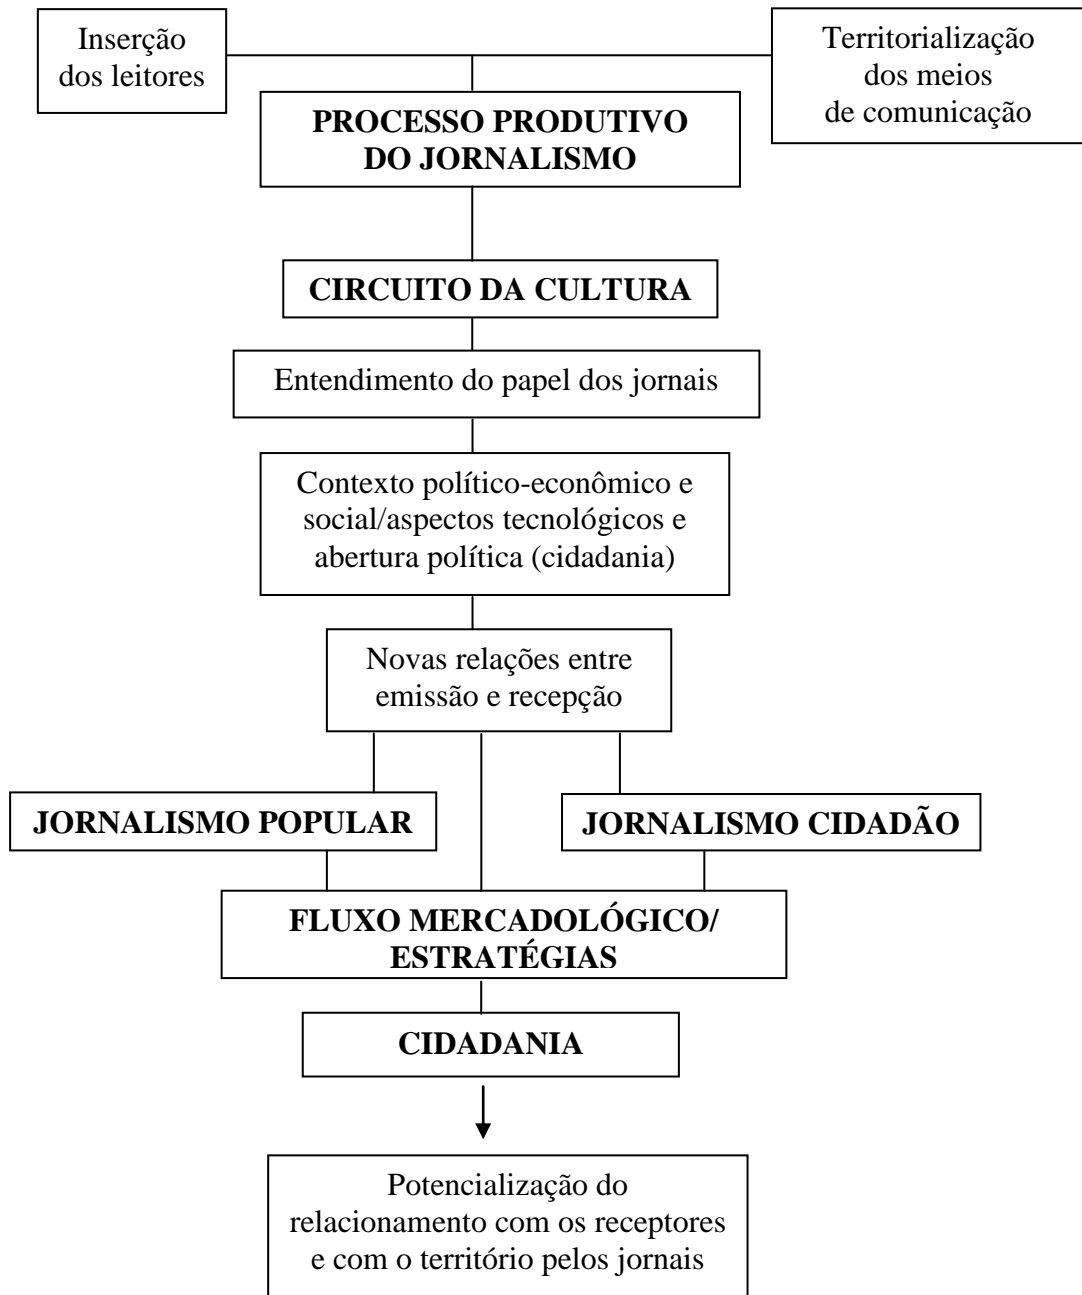 Inserção
dos leitores
Territorialização
dos meios
de comunicação
PROCESSO PRODUTIVO
DO JORNALISMO
CIRCUITO DA CULTURA
Entendimento do papel dos jornais
Contexto político-econômico e
social/aspectos tecnológicos e
abertura política (cidadania)
Novas relações entre
emissão e recepção
JORNALISMO POPULAR
JORNALISMO CIDADÃO
FLUXO MERCADOLÓGICO/
ESTRATÉGIAS
CIDADANIA
Potencialização do
relacionamento com os receptores
e com o território pelos jornais